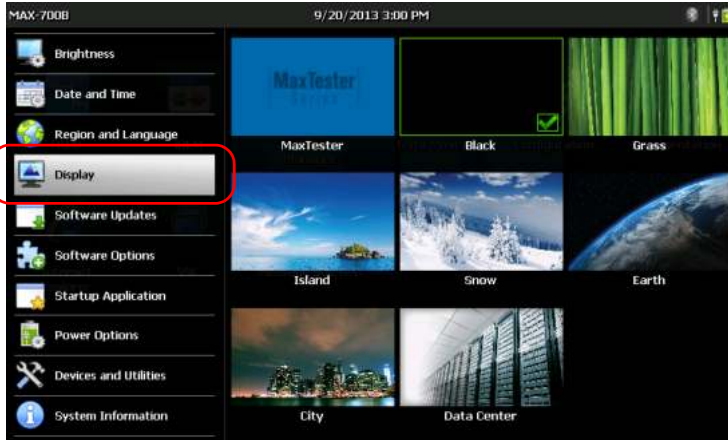 MAX-700B
9/20/2013 3:00 PM
Brightness
Date and Time
Region and Language
Display
Software Updates
Software Options
Startup Application
Power Options
Devices and Utilities
System Information
MaxTester
Series
MaxTester
Black
Grass
Island
Snow
Earth
City
Data Center